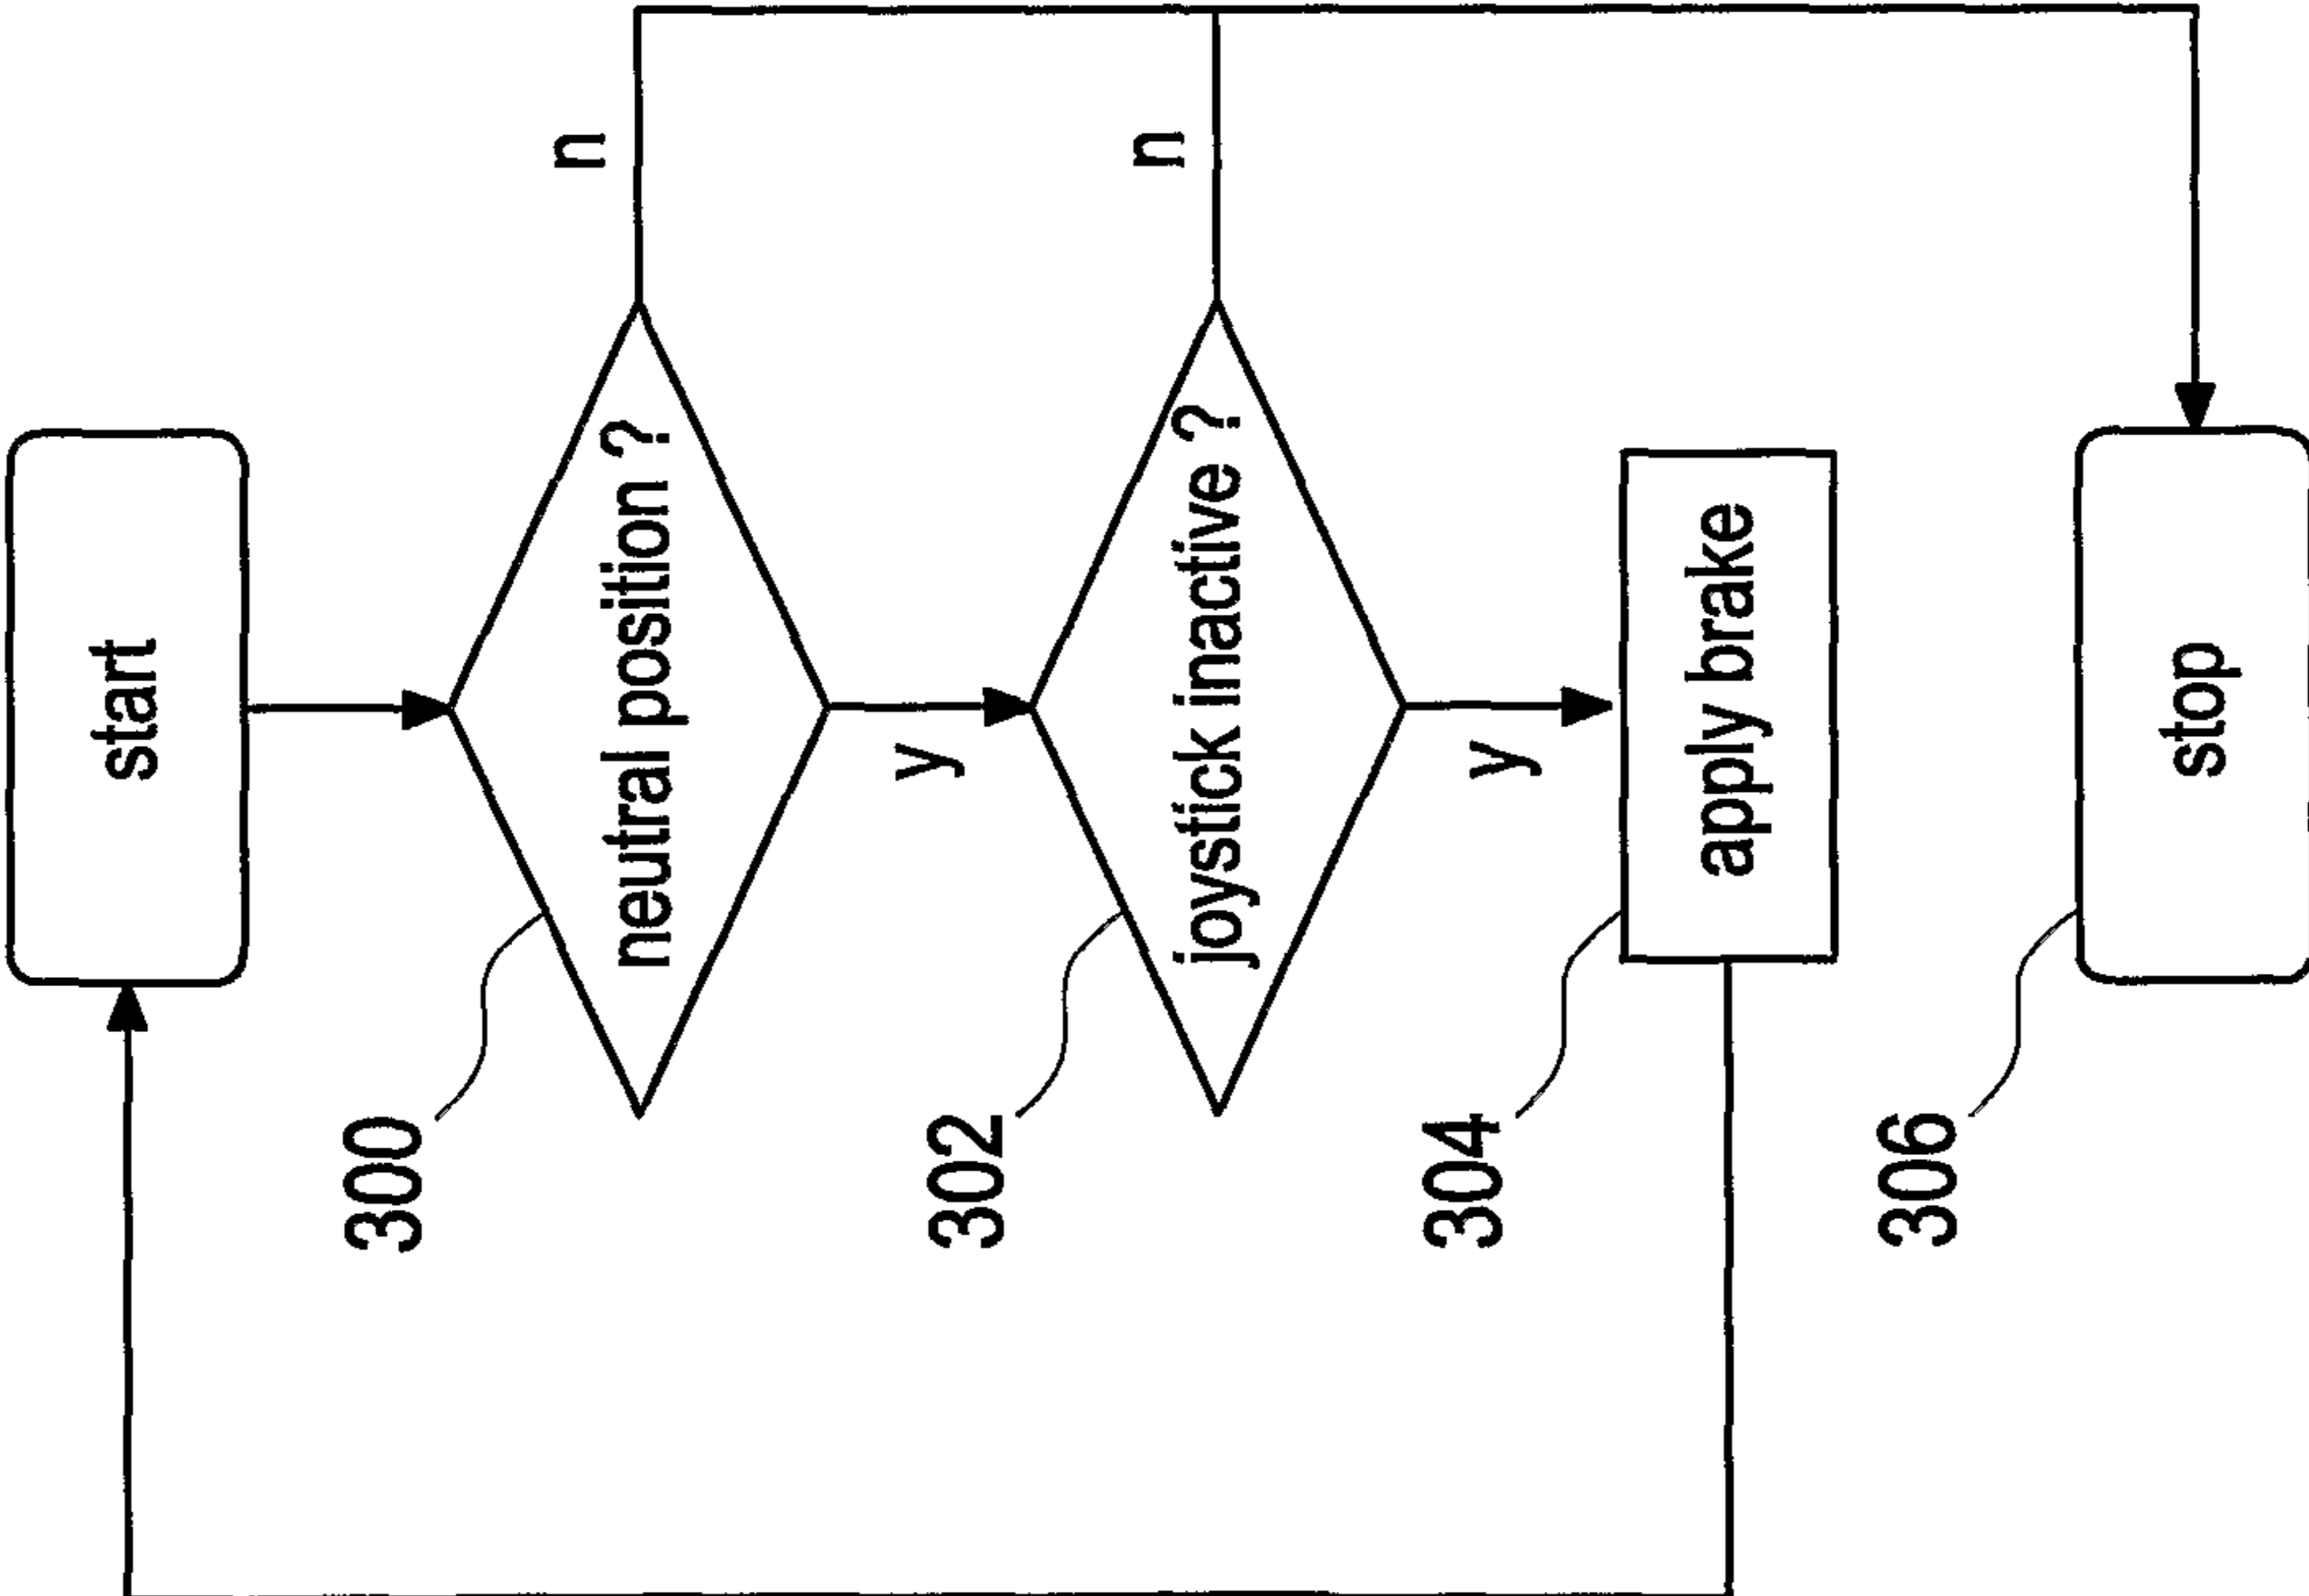 start
300
neutral position ?
n
y
302
joystick inactive ?
n
y
304
apply brake
306
stop